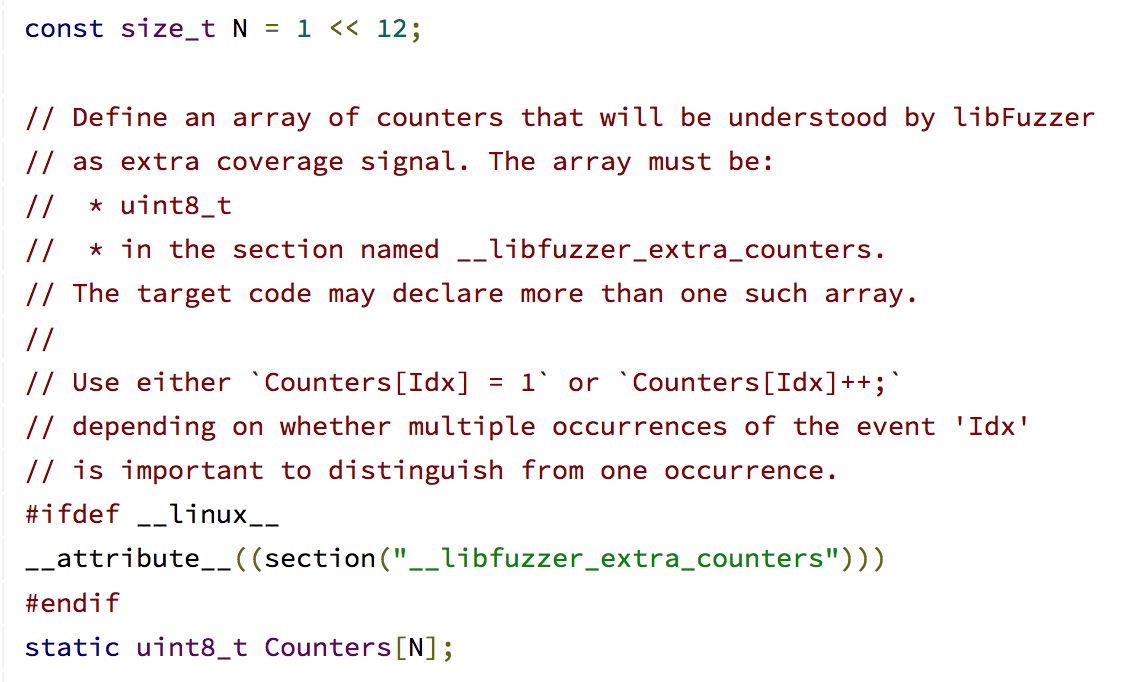 const size_t N = 1 << 12;
// Define an array of counters that will be understood by libFuzzer
// as extra coverage signal. The array must be:
//  * uint8_t
//  * in the section named __libfuzzer_extra_counters.
// The target code may declare more than one such array.
//
// Use either `Counters[Idx] = 1` or `Counters[Idx]++;`
// depending on whether multiple occurrences of the event 'Idx'
// is important to distinguish from one occurrence.
#ifdef __linux__
__attribute__((section("__libfuzzer_extra_counters")))
#endif
static uint8_t Counters[N];